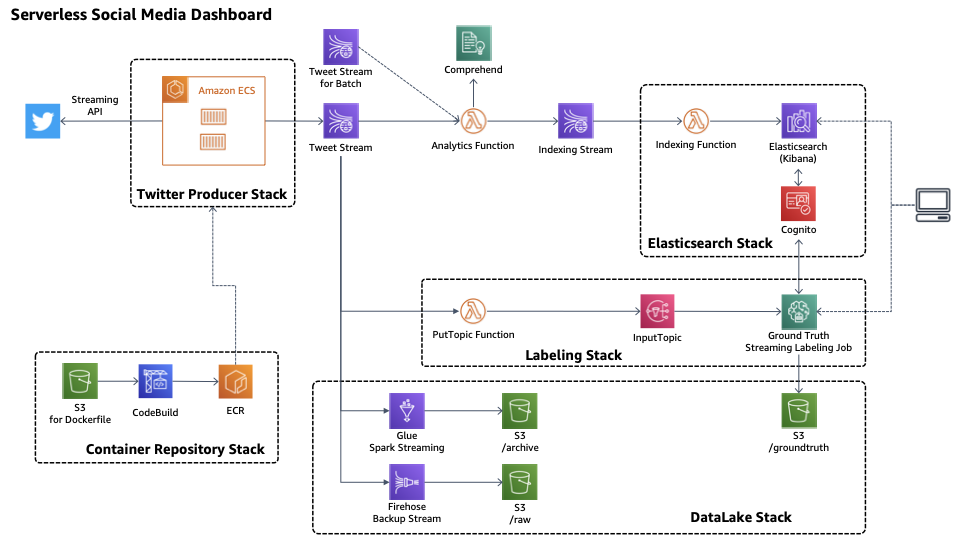 Serverless Social Media Dashboard
Streaming
API
Amazon ECS
Twitter Producer Stack
Tweet Stream
for Batch
Tweet Stream
Comprehend
Analytics Function
Indexing Stream
Indexing Function
Elasticsearch
(Kibana)
Cognito
Elasticsearch Stack
PutTopic Function
InputTopic
Ground Truth
Streaming Labeling Job
Labeling Stack
S3
for Dockerfile
CodeBuild
ECR
Container Repository Stack
Glue
Spark Streaming
S3
/archive
S3
/groundtruth
Firehose
Backup Stream
S3
/raw
DataLake Stack